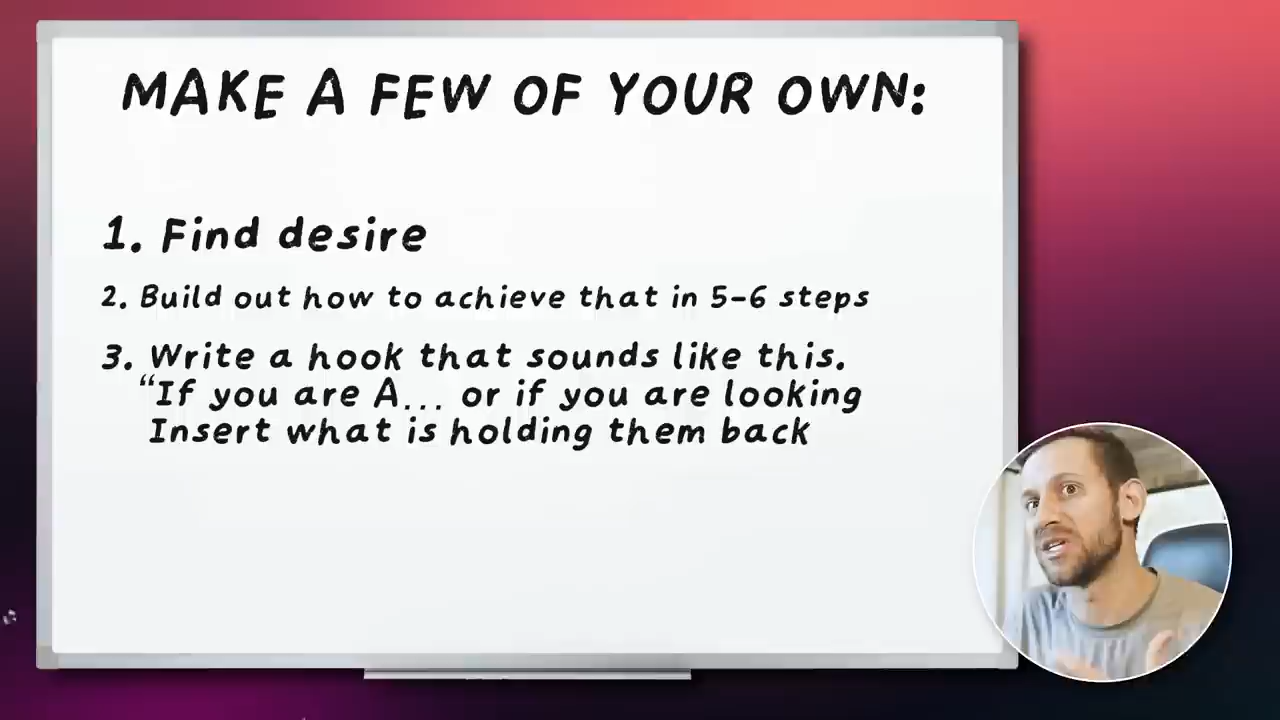 MAKE A FEW OF YOUR OWN:
1. Find desire
2. Build out how to achieve that in 5-6 steps
3. Write a hook that sounds like this.
“If you are A... or if you are looking
Insert what is holding them back